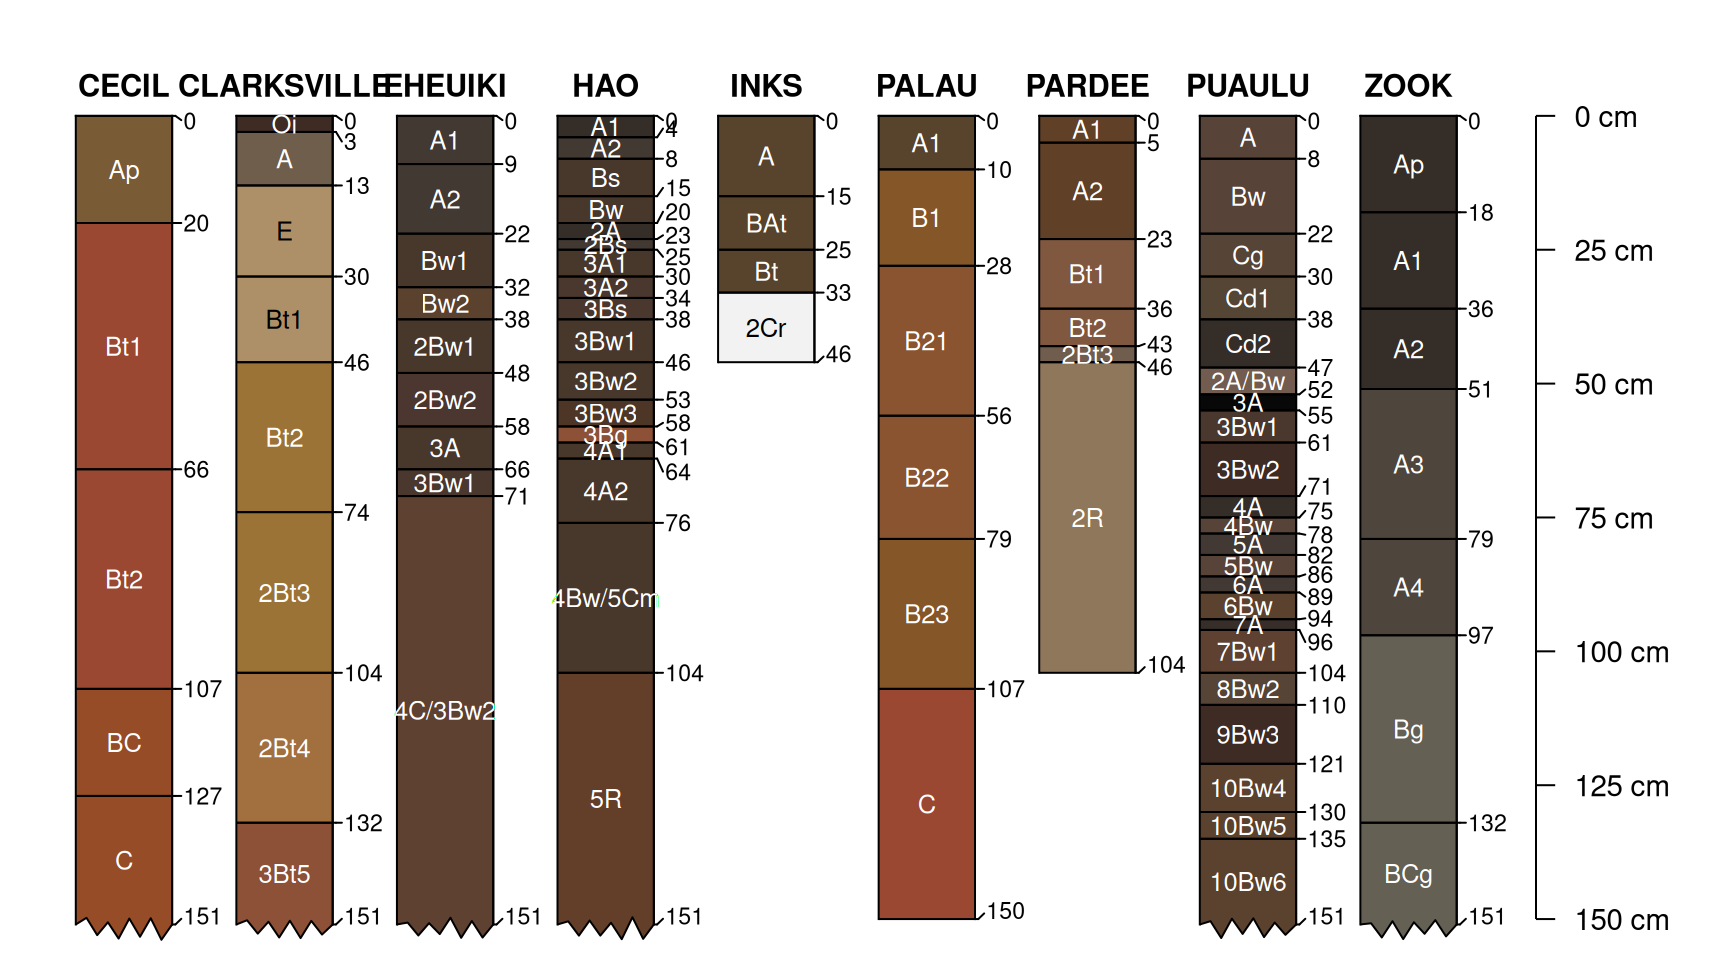 CECIL CLARKSVILLE EHEUIKI HAO INKS PALAU PARDEE PUAULU ZOOK
Ap
Bt1
Bt2
BC
C
0
20
66
107
127
151
Oi
A
E
Bt1
Bt2
2Bt3
2Bt4
3Bt5
0
3
13
30
46
74
104
132
151
A1
A2
Bw1
Bw2
2Bw1
2Bw2
3A
3Bw1
4C/3Bw2
0
9
22
32
38
48
58
66
71
151
A1
A2
Bs
Bw
2A
2Bs
3A1
3A2
3Bs
3Bw1
3Bw2
3Bw3
3Bg
4A1
4A2
4Bw/5Cm
5R
0
4
8
15
20
23
25
30
34
38
46
53
58
61
64
76
104
151
A
BAt
Bt
2Cr
0
15
25
33
46
A1
B1
B21
B22
B23
C
0
10
28
56
79
107
150
A1
A2
Bt1
Bt2
2Bt3
2R
0
5
23
36
43
46
104
A
Bw
Cg
Cd1
Cd2
2A/Bw
3A
3Bw1
3Bw2
4A
4Bw
5A
5Bw
6A
6Bw
7A
7Bw1
8Bw2
9Bw3
10Bw4
10Bw5
10Bw6
0
8
22
30
38
47
52
55
61
71
75
78
82
86
89
94
96
104
110
121
130
135
151
Ap
A1
A2
A3
A4
Bg
BCg
0
18
36
51
79
97
132
151
0 cm
25 cm
50 cm
75 cm
100 cm
125 cm
150 cm